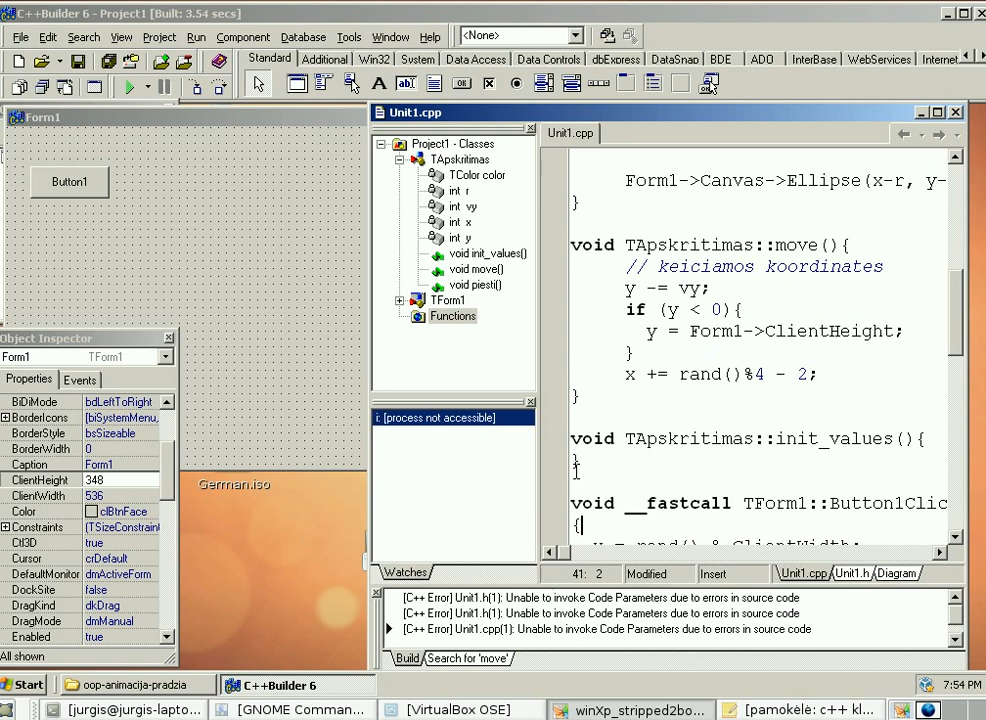 C++Builder 6 - Project1 [Built: 3.54 secs]
File Edit Search View Project Run Component Database Tools Window Help <None>
Standard Additional Win32 System Data Access Data Controls dbExpress DataSnap BDE ADO InterBase WebServices Internet
Form1
Button1
Unit1.cpp
Project1 - Classes
TApskritimas
TColor color
int r
int vy
int x
int y
void init_values()
void move()
void piesti()
TForm1
Functions
i: [process not accessible]
Watches
Unit1.cpp
Form1->Canvas->Ellipse(x-r, y-
}
void TApskritimas::move(){
// keiciamos koordinates
y -= vy;
if (y < 0){
y = Form1->ClientHeight;
}
x += rand()%4 - 2;
}
void TApskritimas::init_values(){
}
void __fastcall TForm1::Button1Clic
{
41: 2 Modified Insert Unit1.cpp Unit1.h Diagram
[C++ Error] Unit1.h(1): Unable to invoke Code Parameters due to errors in source code
[C++ Error] Unit1.h(1): Unable to invoke Code Parameters due to errors in source code
[C++ Error] Unit1.cpp(1): Unable to invoke Code Parameters due to errors in source code
Build Search for 'move'
Object Inspector
Form1 TForm1
Properties Events
BiDiMode bdLeftToRight
BorderIcons [biSystemMenu,
BorderStyle bsSizeable
BorderWidth 0
Caption Form1
ClientHeight 348
ClientWidth 536
Color clBtnFace
Constraints (TSizeConstraint
Ctl3D true
Cursor crDefault
DefaultMonitor dmActiveForm
DockSite false
DragKind dkDrag
DragMode dmManual
Enabled true
All shown
German.iso
Start oop-animacija-pradzia C++Builder 6 7:54 PM
[jurgis@jurgis-lapto... [GNOME Comman... [VirtualBox OSE] winXp_stripped2bo... [pamokėlė: c++ kl...